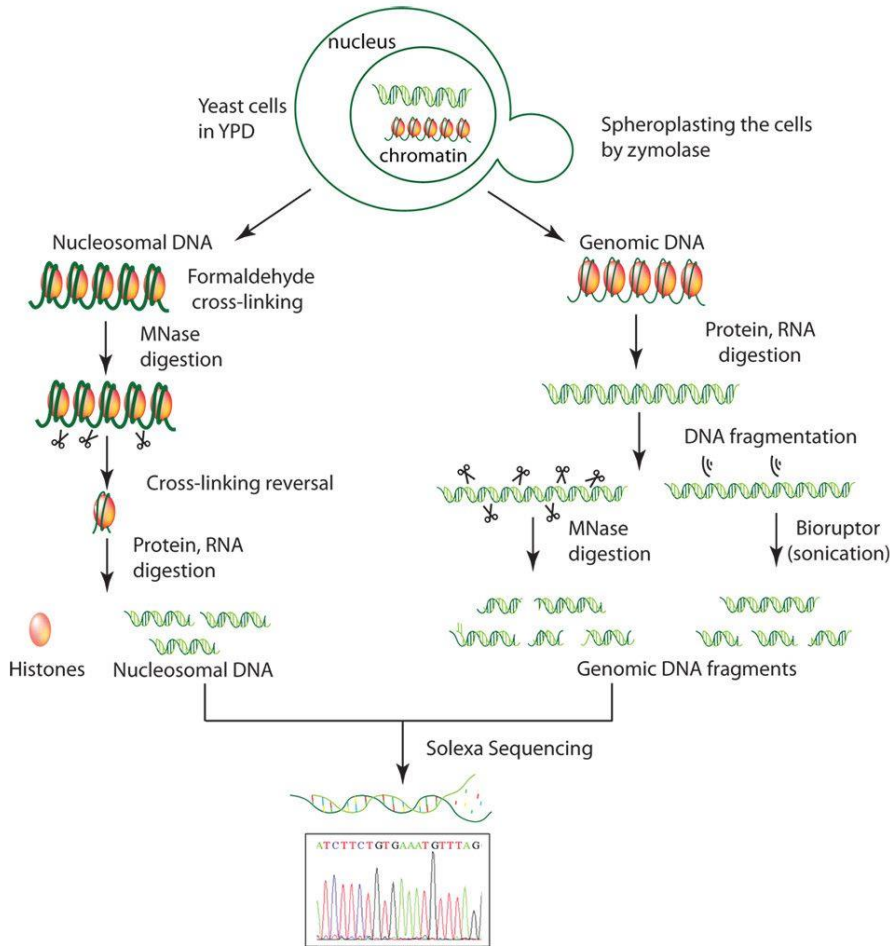 nucleus
Yeast cells
in YPD
chromatin
Spheroplasting the cells
by zymolase
Nucleosomal DNA
Formaldehyde
cross-linking
MNase
digestion
Cross-linking reversal
Protein, RNA
digestion
Histones
Nucleosomal DNA
Genomic DNA
Protein, RNA
digestion
DNA fragmentation
MNase
digestion
Bioruptor
(sonication)
Genomic DNA fragments
Solexa Sequencing
ATCTTCTGTGAAATGTTTAG